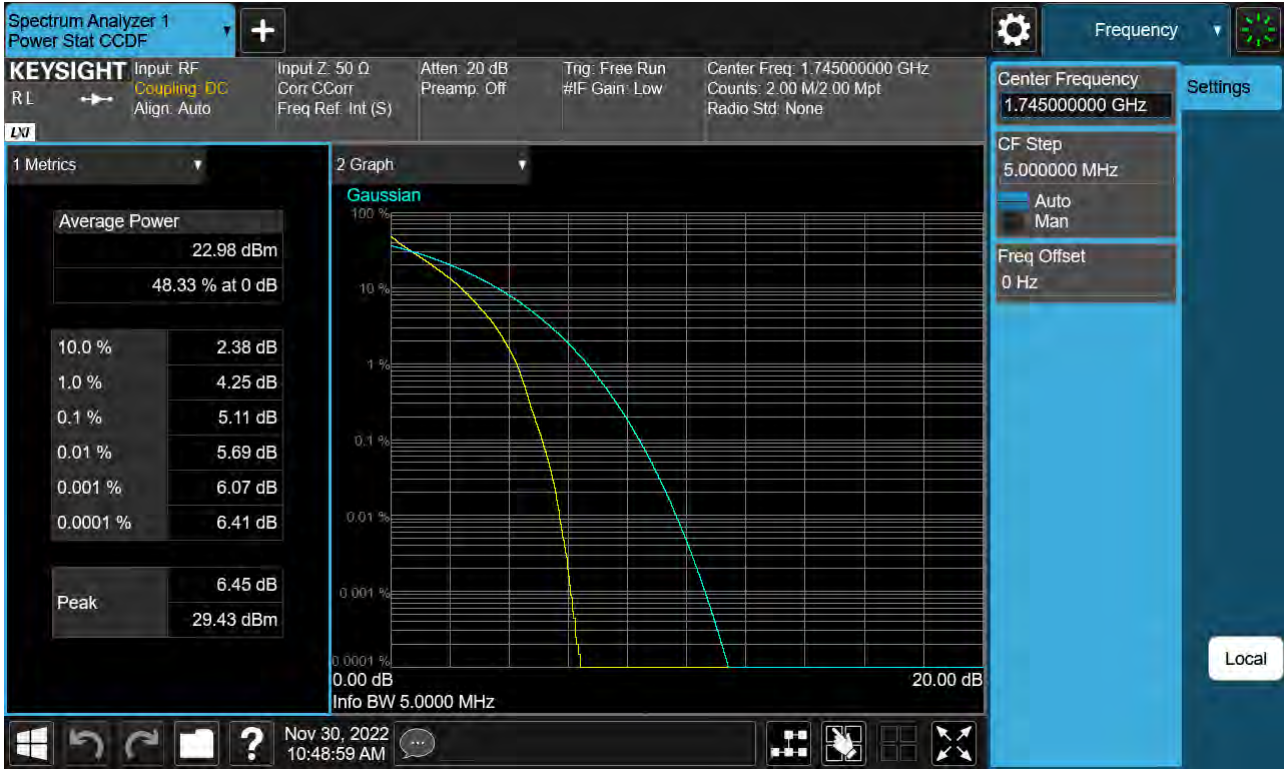 Spectrum Analyzer 1
Power Stat CCDF
Frequency
KEYSIGHT
R L
LXI
Input: RF
Coupling: DC
Align: Auto
Input Z: 50 Ω
Corr CCorr
Freq Ref: Int (S)
Atten: 20 dB
Preamp: Off
Trig: Free Run
#IF Gain: Low
Center Freq: 1.745000000 GHz
Counts: 2.00 M/2.00 Mpt
Radio Std: None
Center Frequency
1.745000000 GHz
Settings
CF Step
5.000000 MHz
Auto
Man
Freq Offset
0 Hz
Local
1 Metrics
Average Power
22.98 dBm
48.33 % at 0 dB
10.0 % 2.38 dB
1.0 % 4.25 dB
0.1 % 5.11 dB
0.01 % 5.69 dB
0.001 % 6.07 dB
0.0001 % 6.41 dB
Peak
6.45 dB
29.43 dBm
2 Graph
Gaussian
100 %
10 %
1 %
0.1 %
0.01 %
0.001 %
0.0001 %
0.00 dB 20.00 dB
Info BW 5.0000 MHz
Nov 30, 2022
10:48:59 AM